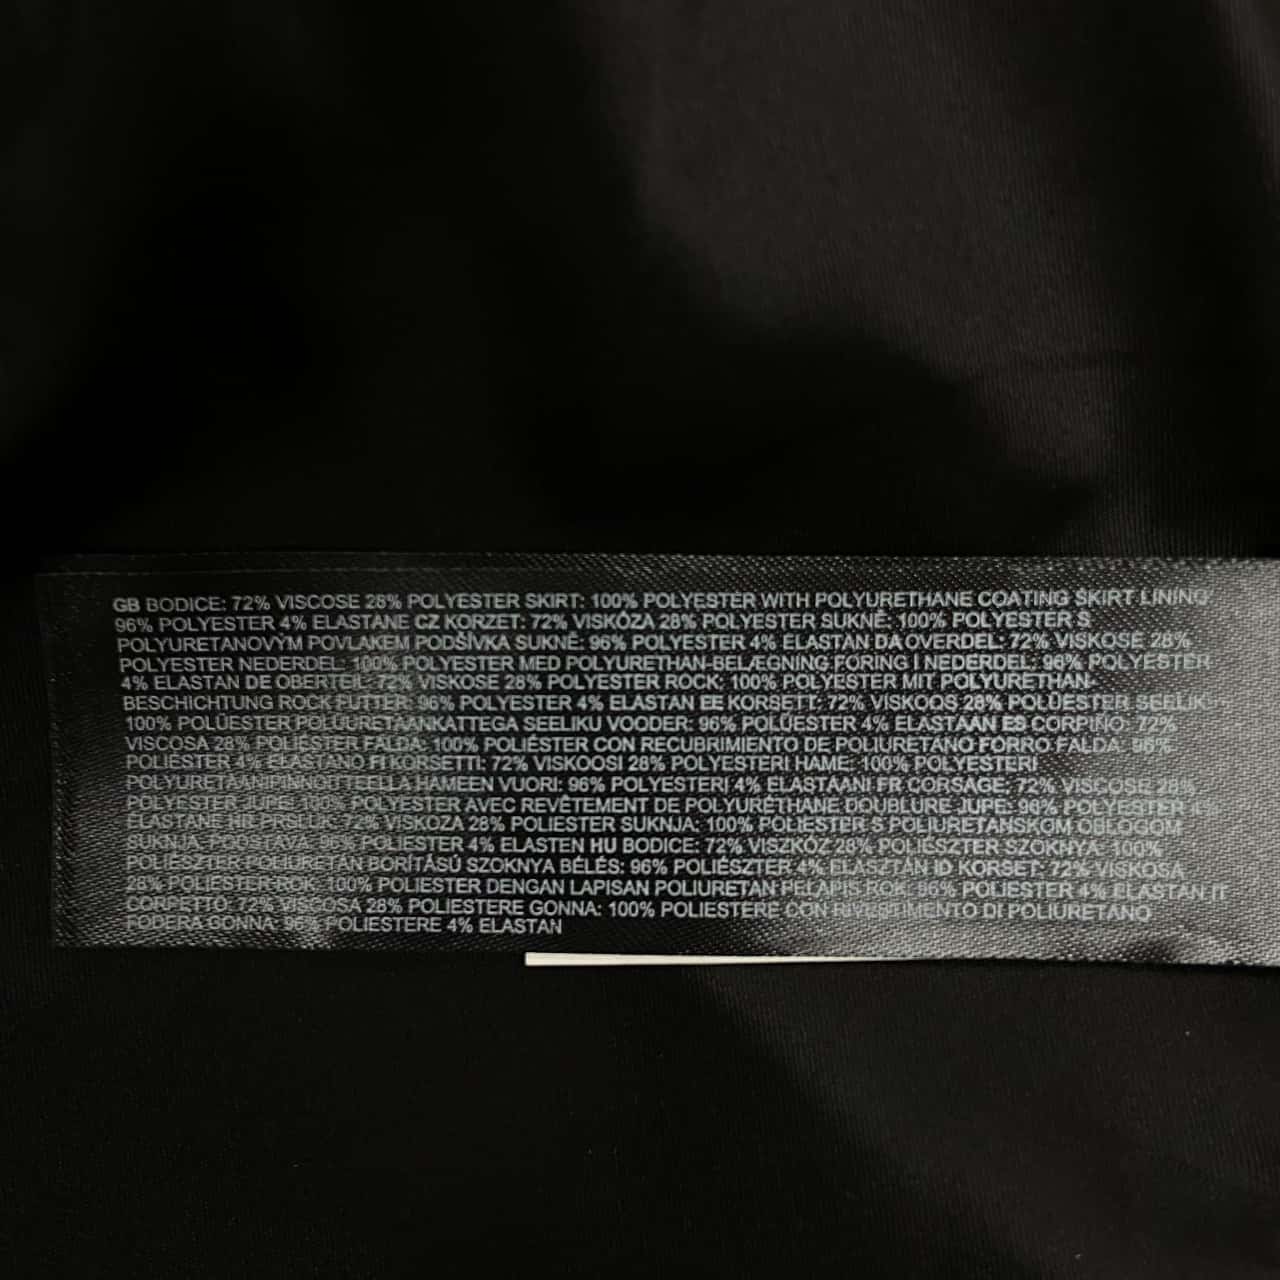 GB BODICE: 72% VISCOSE 28% POLYESTER SKIRT: 100% POLYESTER WITH POLYURETHANE COATING SKIRT LINING
96% POLYESTER 4% ELASTANE CZ KORZET: 72% VISKÓZA 28% POLYESTER SUKNĚ: 100% POLYESTER S
POLYURETANOVÝM POVLAKEM PODŠÍVKA SUKNĚ: 96% POLYESTER 4% ELASTAN DA OVERDEL: 72% VISKOSE 28%
POLYESTER NEDERDEL: 100% POLYESTER MED POLYURETHAN-BELÆGNING FORING I NEDERDEL: 96% POLYESTER
4% ELASTAN DE OBERTEIL: 72% VISKOSE 28% POLYESTER ROCK: 100% POLYESTER MIT POLYURETHAN-
BESCHICHTUNG ROCK FUTTER: 96% POLYESTER 4% ELASTAN EE KORSETT: 72% VISKOOS 28% POLÜESTER SEELIK:
100% POLÜESTER POLÜURETAANKATTEGA SEELIKU VOODER: 96% POLÜESTER 4% ELASTAAN ES CORPIÑO: 72%
VISCOSA 28% POLIÉSTER FALDA: 100% POLIÉSTER CON RECUBRIMIENTO DE POLIURETANO FORRO FALDA: 96%
POLIÉSTER 4% ELASTANO FI KORSETTI: 72% VISKOOSI 28% POLYESTERI HAME: 100% POLYESTERI
POLYURETAANIPINNOITTEELLA HAMEEN VUORI: 96% POLYESTERI 4% ELASTAANI FR CORSAGE: 72% VISCOSE 28%
POLYESTER JUPE: 100% POLYESTER AVEC REVÊTEMENT DE POLYURÉTHANE DOUBLURE JUPE: 96% POLYESTER 4%
ÉLASTANE HR PRSLUK: 72% VISKOZA 28% POLIESTER SUKNJA: 100% POLIESTER S POLIURETANSKOM OBLOGOM
SUKNJA, PODSTAVA: 96% POLIESTER 4% ELASTEN HU BODICE: 72% VISZKÓZ 28% POLIÉSZTER SZOKNYA: 100%
POLIÉSZTER POLIURETÁN BORÍTÁSÚ SZOKNYA BÉLÉS: 96% POLIÉSZTER 4% ELASZTÁN ID KORSET: 72% VISKOSA
28% POLIESTER ROK: 100% POLIESTER DENGAN LAPISAN POLIURETAN PELAPIS ROK: 96% POLIESTER 4% ELASTAN IT
CORPETTO: 72% VISCOSA 28% POLIESTERE GONNA: 100% POLIESTERE CON RIVESTIMENTO DI POLIURETANO
FODERA GONNA: 96% POLIESTERE 4% ELASTAN